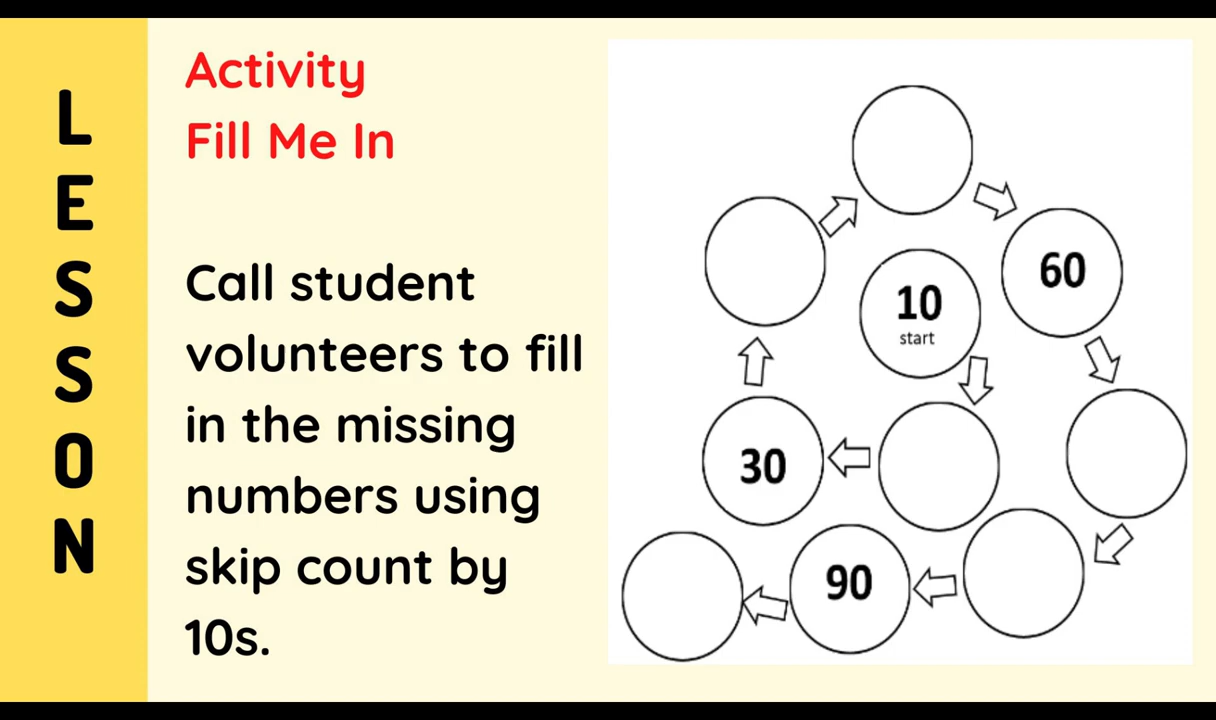 LESSON
Activity
Fill Me In
Call student
volunteers to fill
in the missing
numbers using
skip count by
10s.
60
10
start
30
90